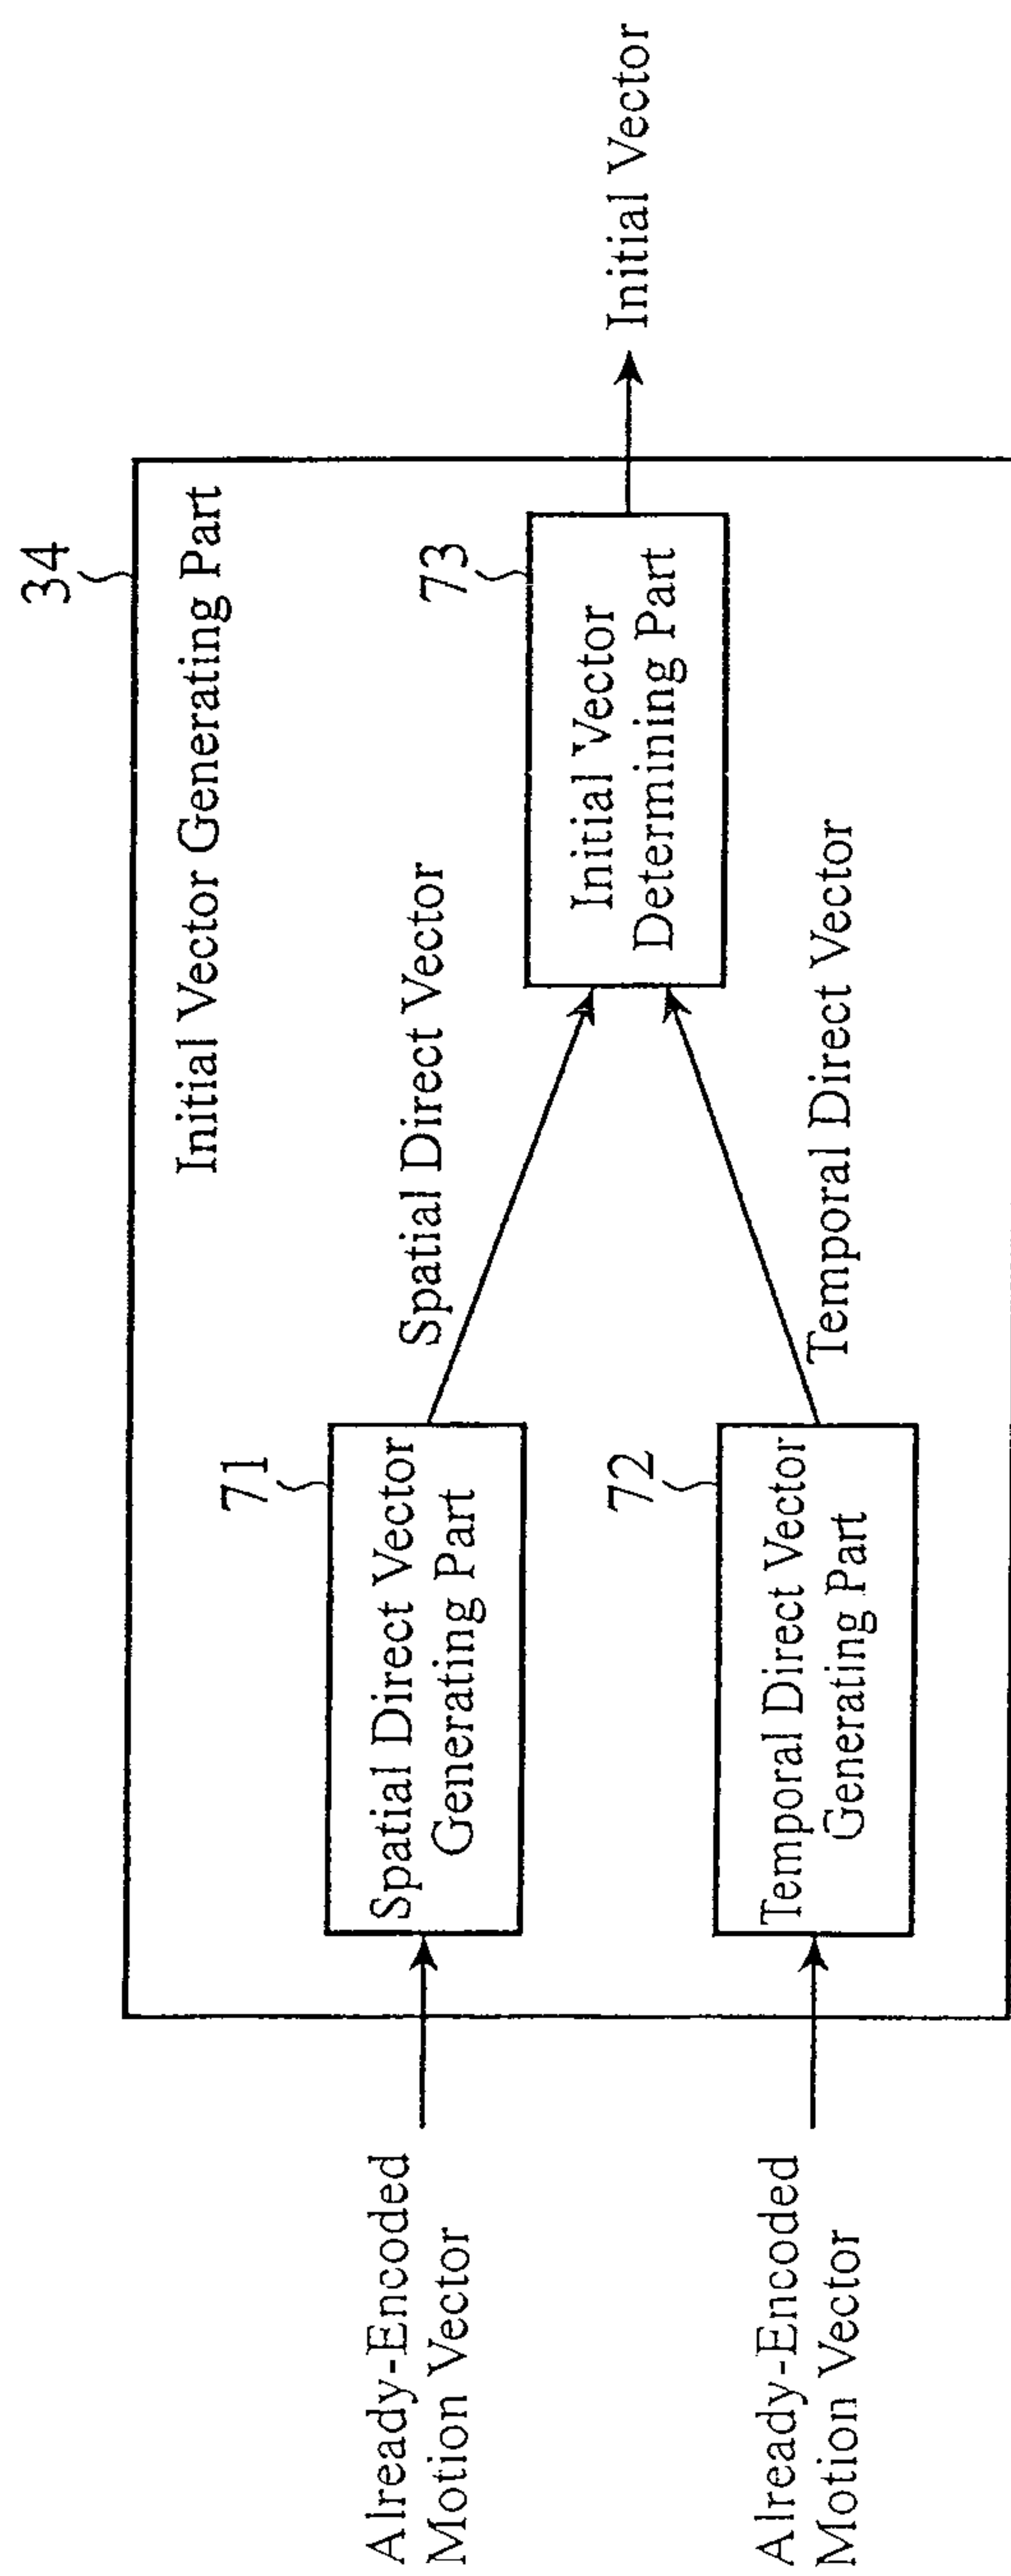 34
Initial Vector Generating Part
Already-Encoded
Motion Vector
71
Spatial Direct Vector
Generating Part
Spatial Direct Vector
73
Initial Vector
Determining Part
Initial Vector
Already-Encoded
Motion Vector
72
Temporal Direct Vector
Generating Part
Temporal Direct Vector